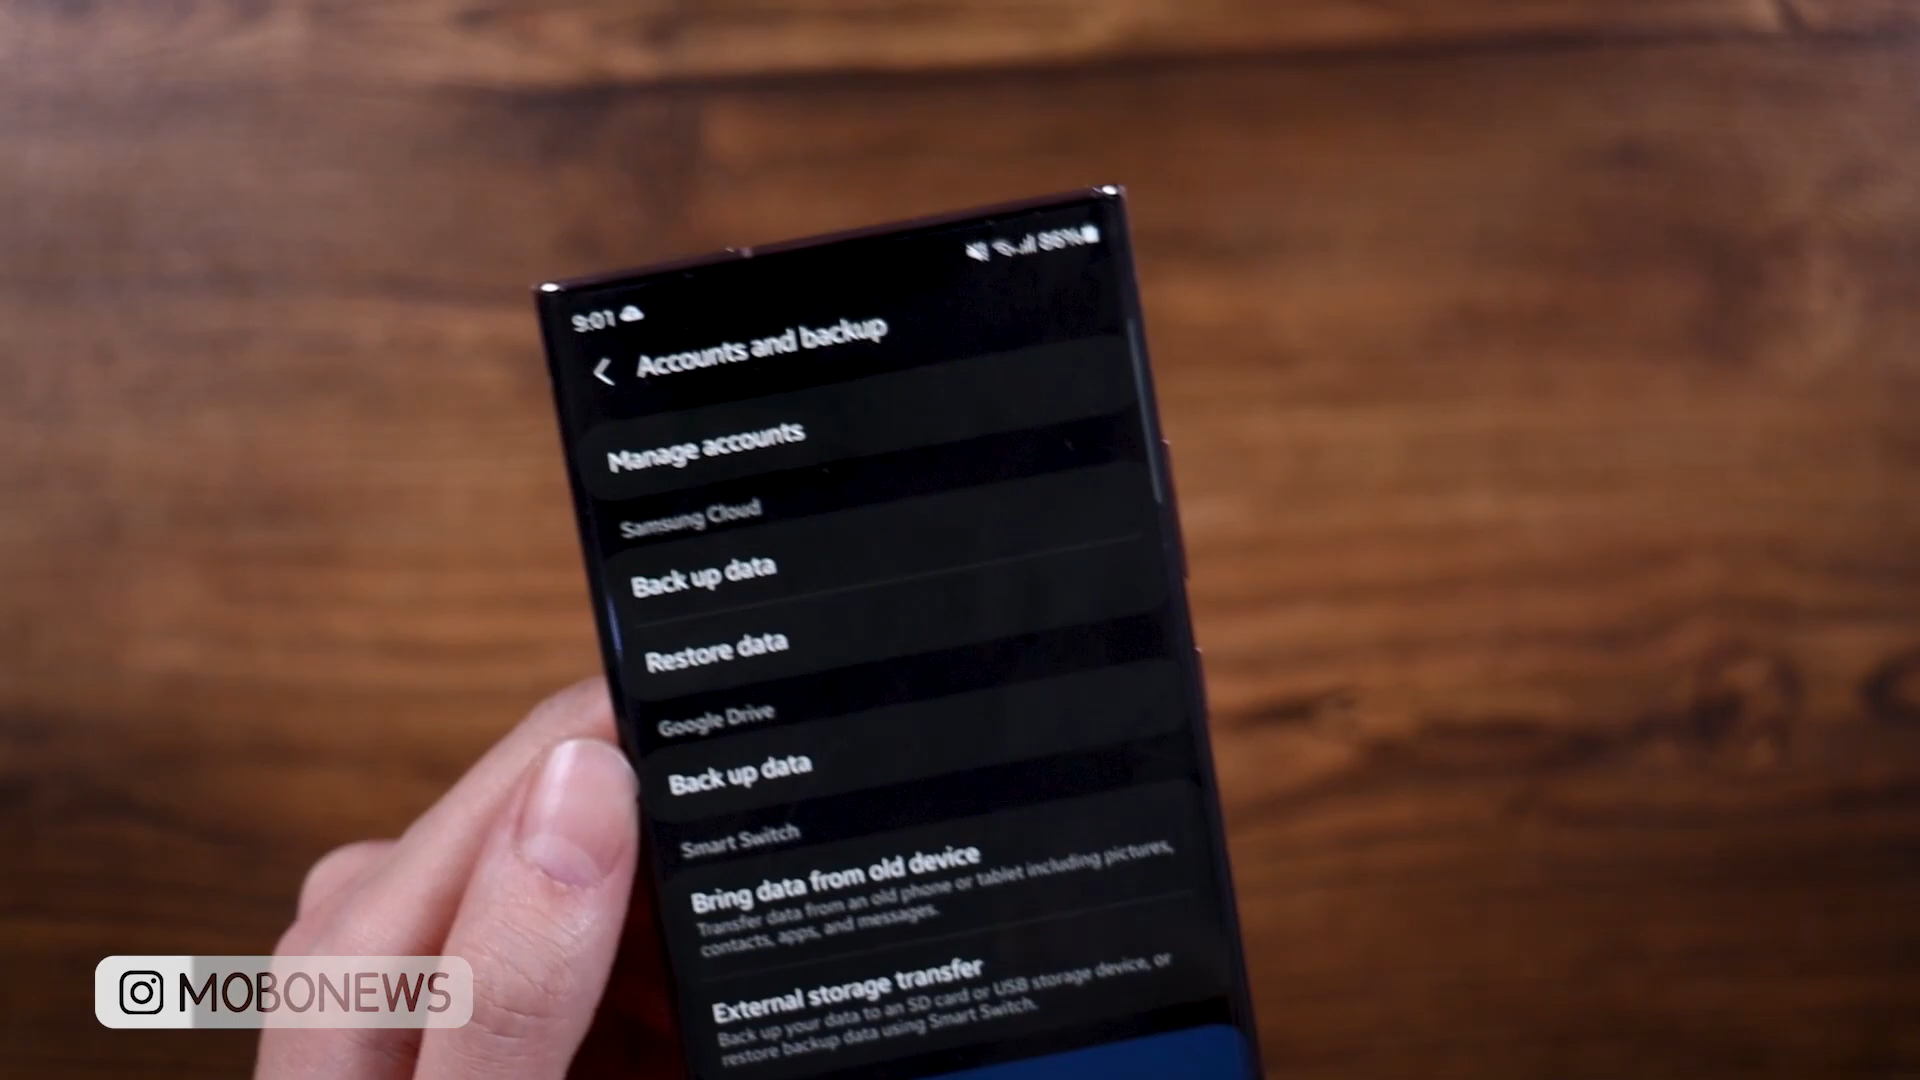 9:01
86%
Accounts and backup
Manage accounts
Samsung Cloud
Back up data
Restore data
Google Drive
Back up data
Smart Switch
Bring data from old device
Transfer data from an old phone or tablet including pictures,
contacts, apps, and messages.
External storage transfer
Back up your data to an SD card or USB storage device, or
restore backup data using Smart Switch.
MOBONEWS